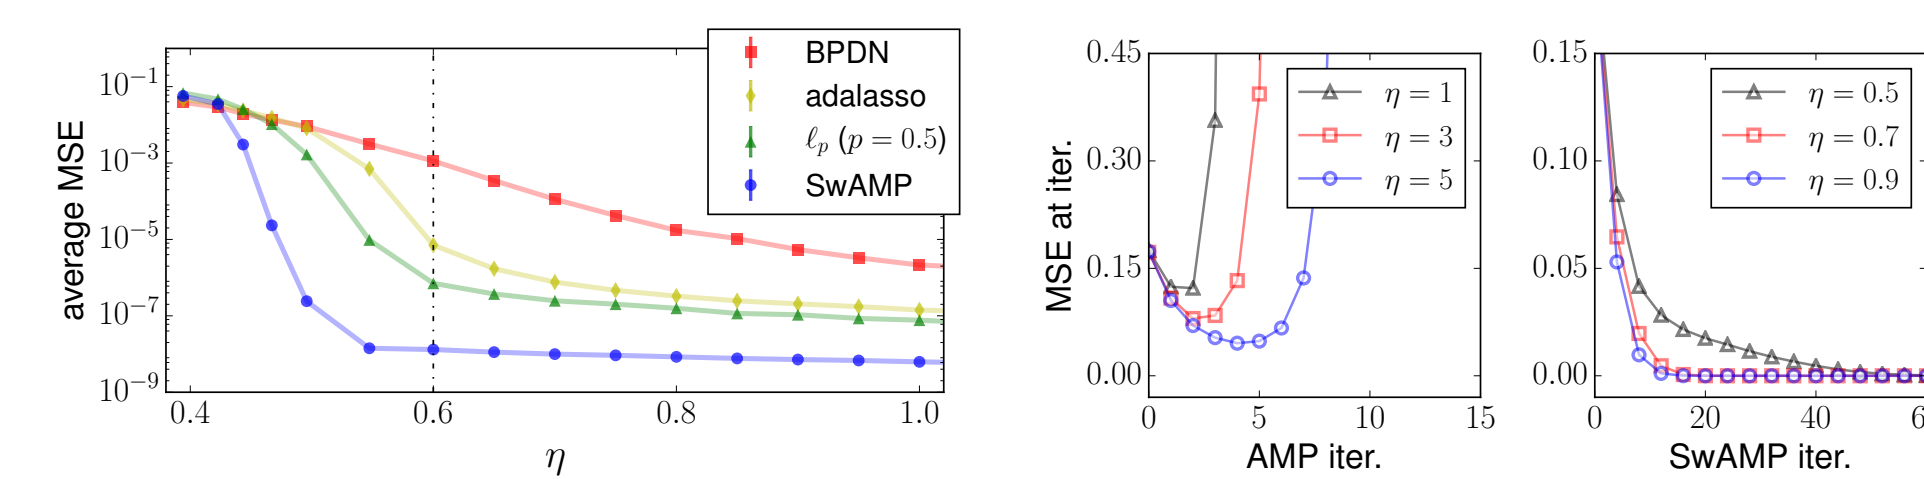 average MSE
10⁻¹
10⁻³
10⁻⁵
10⁻⁷
10⁻⁹
0.4
0.6
0.8
1.0
η
BPDN
adalasso
ℓₚ (p = 0.5)
SwAMP
MSE at iter.
0.45
0.30
0.15
0.00
0
5
10
15
AMP iter.
η = 1
η = 3
η = 5
0.15
0.10
0.05
0.00
0
20
40
6
SwAMP iter.
η = 0.5
η = 0.7
η = 0.9